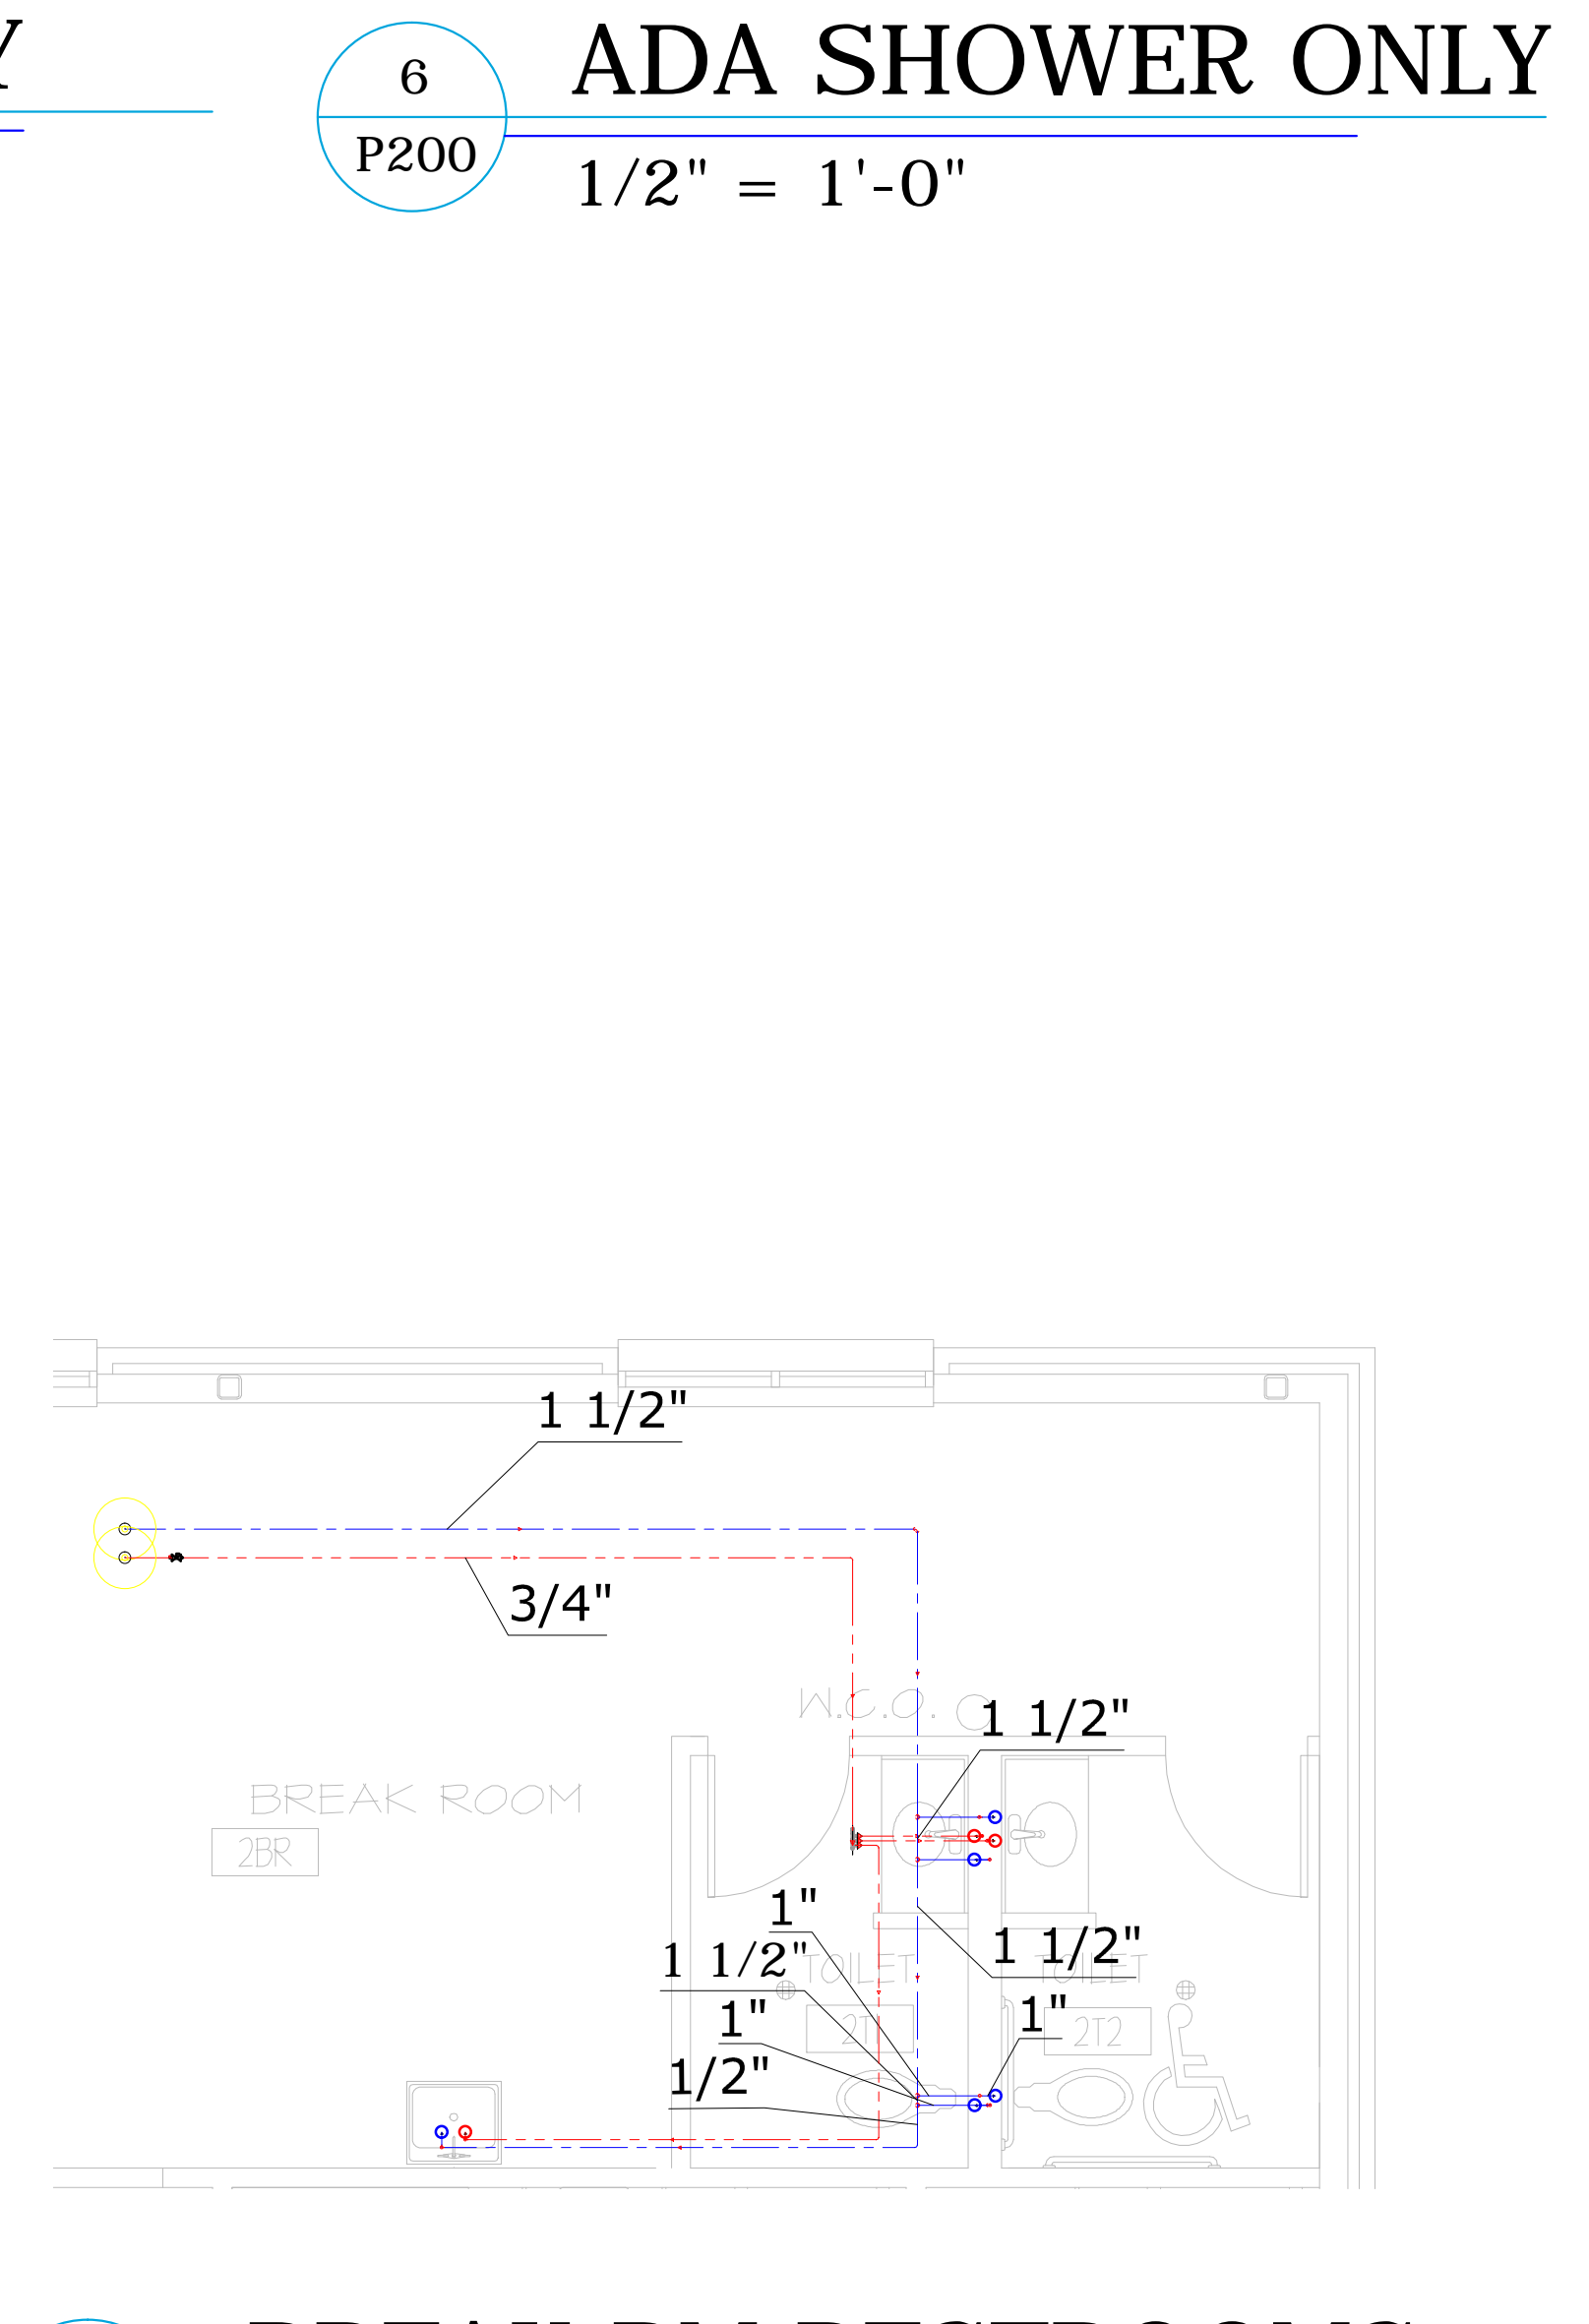 ADA SHOWER ONLY
6
P200
1/2" = 1'-0"
1 1/2"
3/4"
W.C.O.
1 1/2"
BREAK ROOM
2BR
1"
1 1/2"
TOILET
1 1/2"
TOILET
1"
2T1
1"
2T2
1/2"